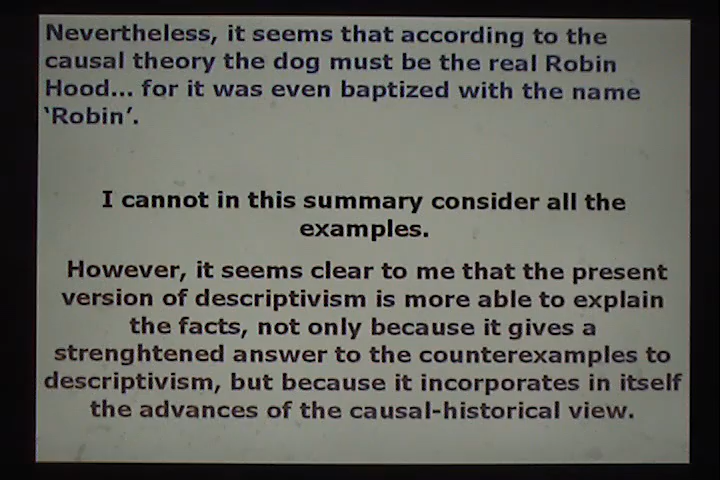 Nevertheless, it seems that according to the
causal theory the dog must be the real Robin
Hood... for it was even baptized with the name
‘Robin’.
I cannot in this summary consider all the
examples.
However, it seems clear to me that the present
version of descriptivism is more able to explain
the facts, not only because it gives a
strenghtened answer to the counterexamples to
descriptivism, but because it incorporates in itself
the advances of the causal-historical view.